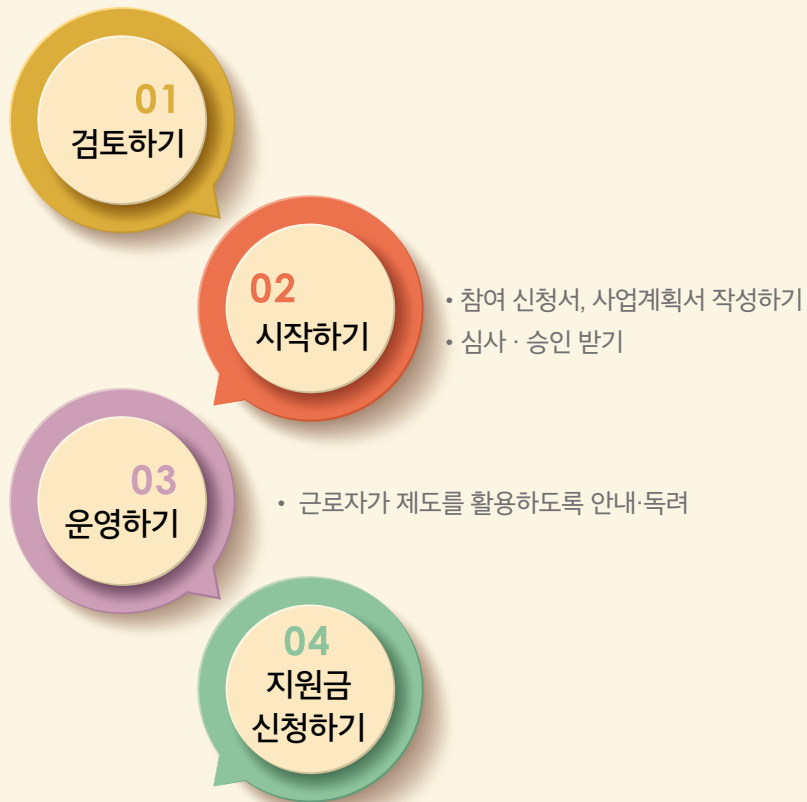 01
검토하기
02
시작하기
• 참여 신청서, 사업계획서 작성하기
• 심사 · 승인 받기
03
운영하기
• 근로자가 제도를 활용하도록 안내·독려
04
지원금
신청하기